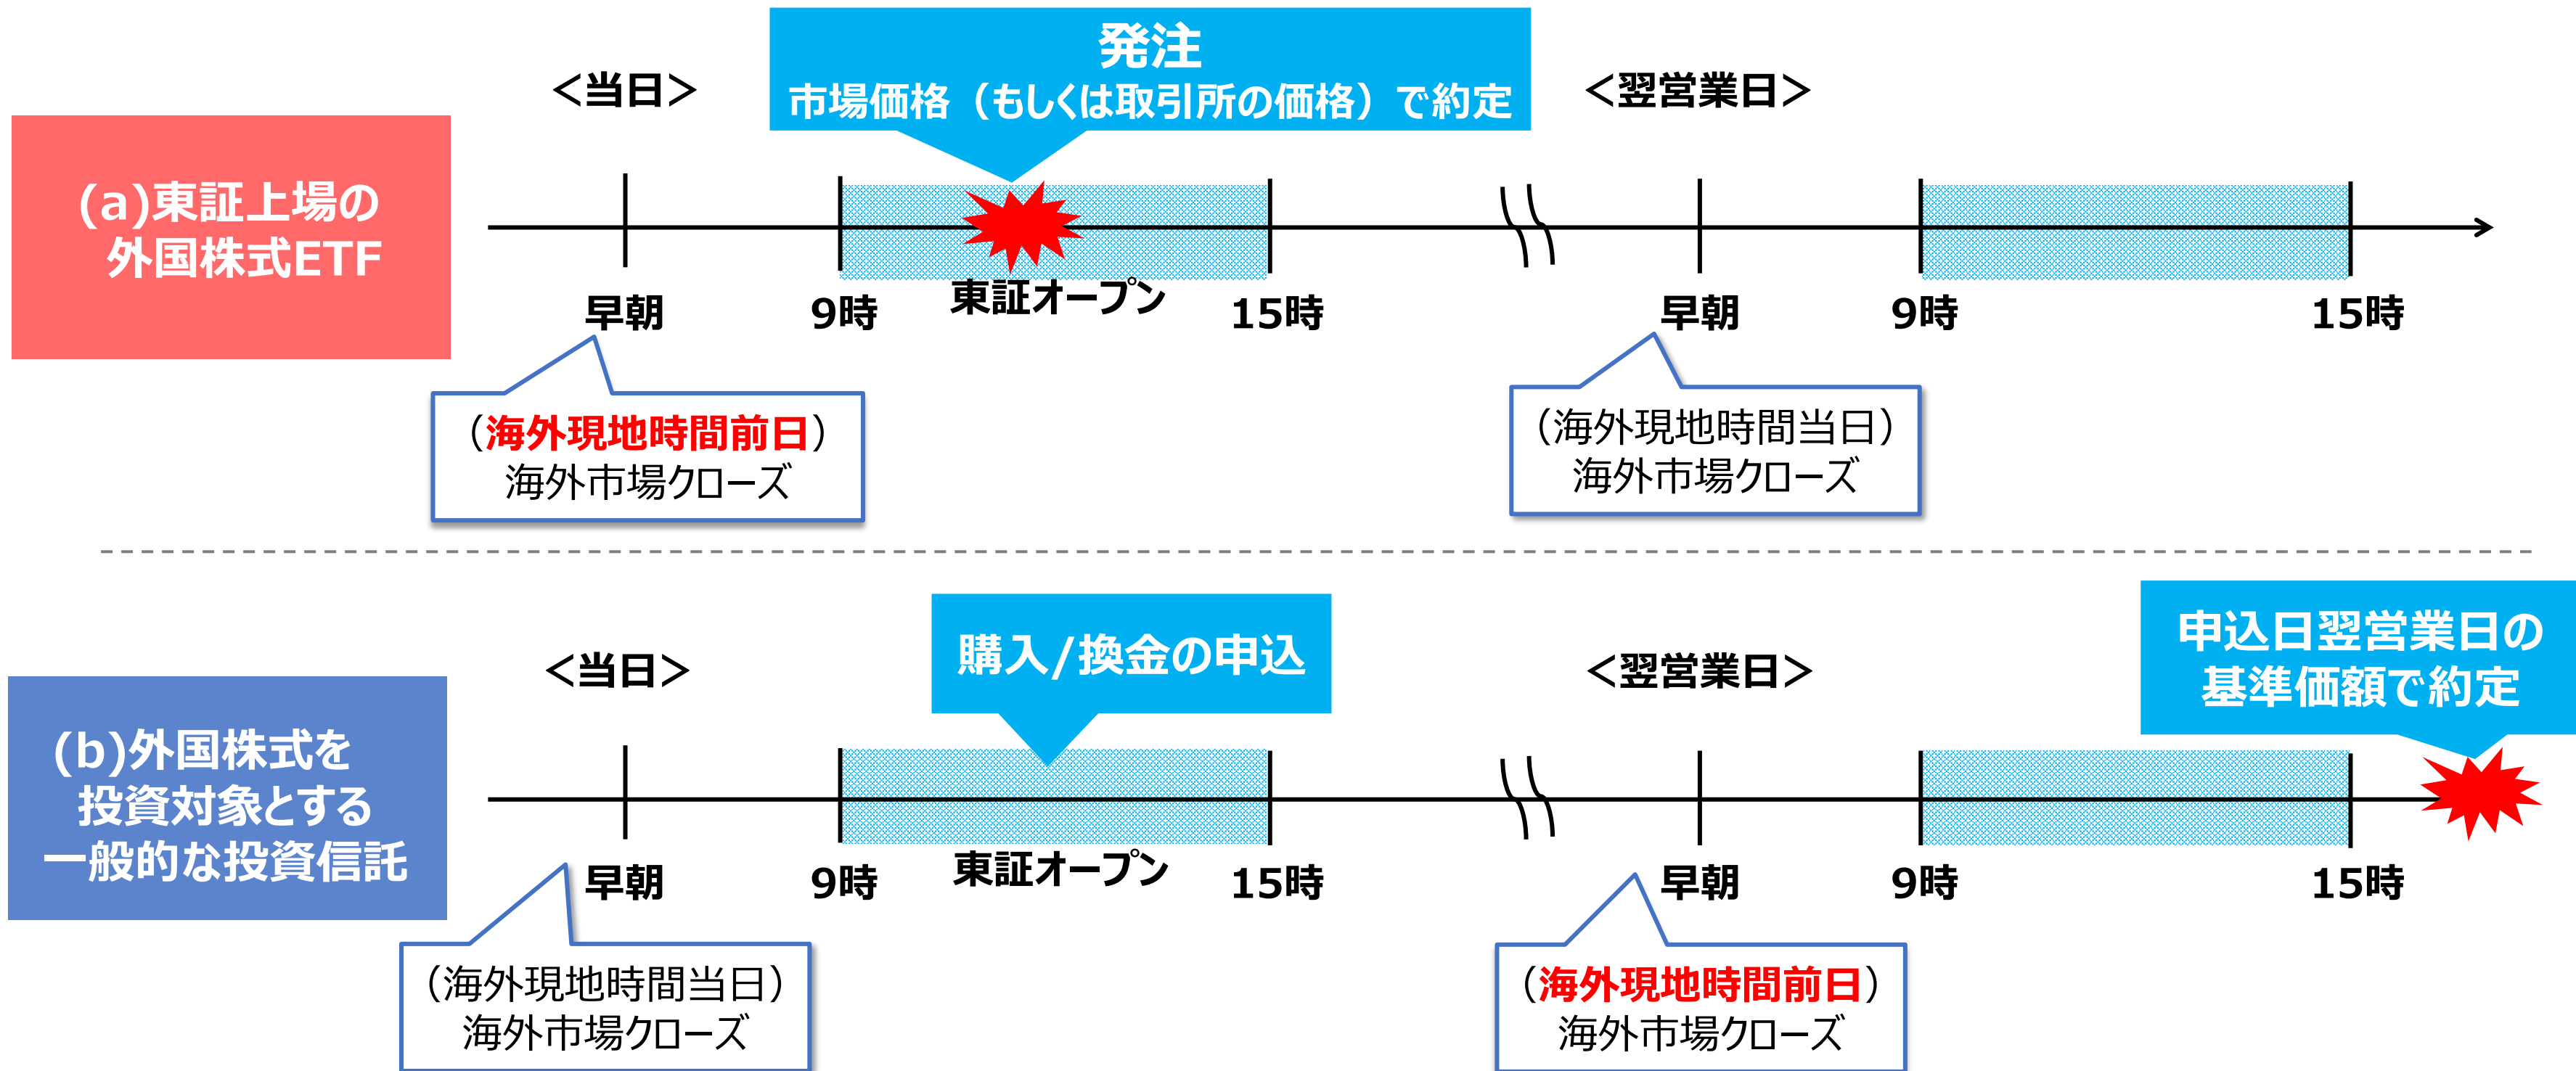 発注
市場価格（もしくは取引所の価格）で約定
＜当日＞
＜翌営業日＞
(a)東証上場の
外国株式ETF
早朝
9時
東証オープン
15時
早朝
9時
15時
（海外現地時間前日）
海外市場クローズ
（海外現地時間当日）
海外市場クローズ
購入/換金の申込
申込日翌営業日の
基準価額で約定
＜当日＞
＜翌営業日＞
(b)外国株式を
投資対象とする
一般的な投資信託
早朝
9時
東証オープン
15時
早朝
9時
15時
（海外現地時間当日）
海外市場クローズ
（海外現地時間前日）
海外市場クローズ